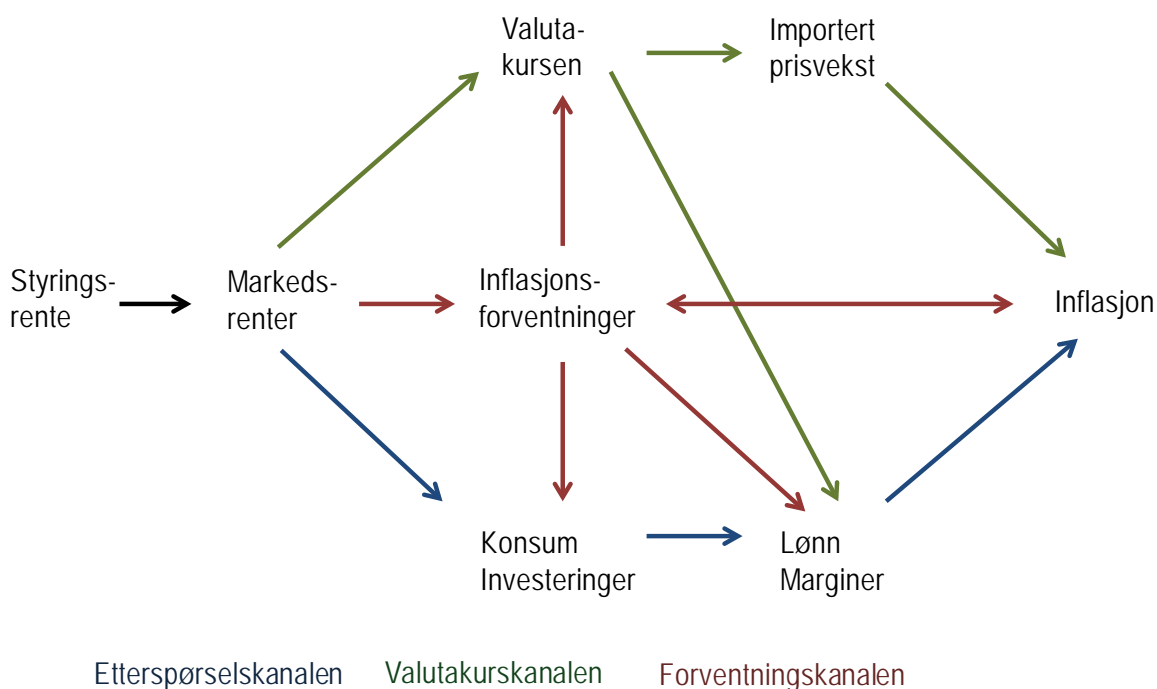 Valuta-
kursen
Importert
prisvekst
Styrings-
rente
Markeds-
renter
Inflasjons-
forventninger
Inflasjon
Konsum
Investeringer
Lønn
Marginer
Etterspørselskanalen
Valutakurskanalen
Forventningskanalen